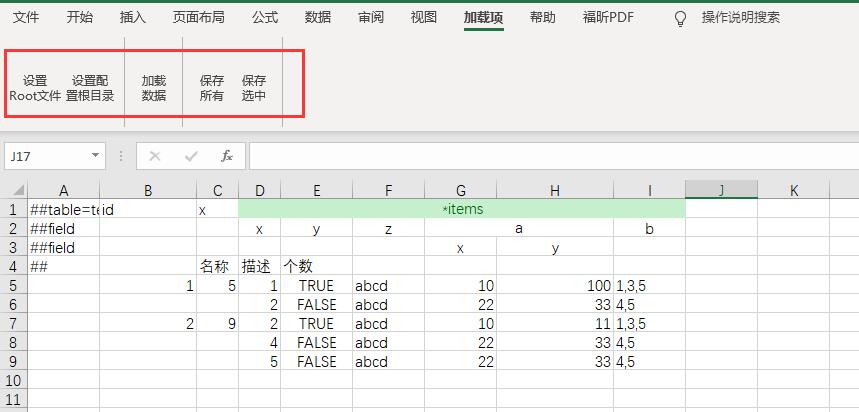 文件 开始 插入 页面布局 公式 数据 审阅 视图 加载项 帮助 福昕PDF 操作说明搜索
设置 设置配 加载 保存 保存
Root文件 置根目录 数据 所有 选中
J17 fx
A B C D E F G H I J K
1 ##table=te id x *items
2 ##field x y z a b
3 ##field x y
4 ## 名称 描述 个数
5 1 5 1 TRUE abcd 10 100 1,3,5
6 2 FALSE abcd 22 33 4,5
7 2 9 2 TRUE abcd 10 11 1,3,5
8 4 FALSE abcd 22 33 4,5
9 5 FALSE abcd 22 33 4,5
10
11